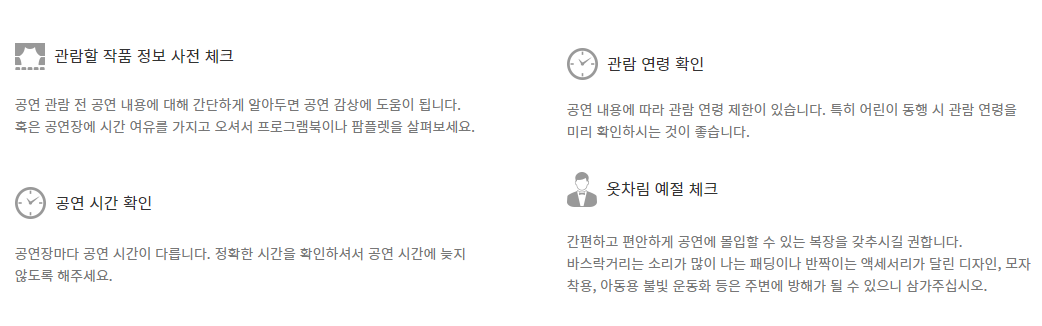 관람할 작품 정보 사전 체크
공연 관람 전 공연 내용에 대해 간단하게 알아두면 공연 감상에 도움이 됩니다.
혹은 공연장에 시간 여유를 가지고 오셔서 프로그램북이나 팜플렛을 살펴보세요.
공연 시간 확인
공연장마다 공연 시간이 다릅니다. 정확한 시간을 확인하셔서 공연 시간에 늦지
않도록 해주세요.
관람 연령 확인
공연 내용에 따라 관람 연령 제한이 있습니다. 특히 어린이 동행 시 관람 연령을
미리 확인하시는 것이 좋습니다.
옷차림 예절 체크
간편하고 편안하게 공연에 몰입할 수 있는 복장을 갖추시길 권합니다.
바스락거리는 소리가 많이 나는 패딩이나 반짝이는 액세서리가 달린 디자인, 모자
착용, 아동용 불빛 운동화 등은 주변에 방해가 될 수 있으니 삼가주십시오.